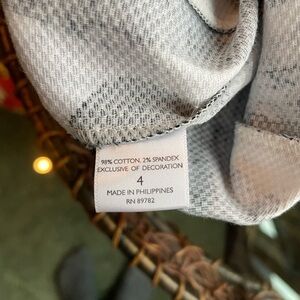 98% COTTON, 2% SPANDEX
EXCLUSIVE OF DECORATION
4
MADE IN PHILIPPINES
RN 89782